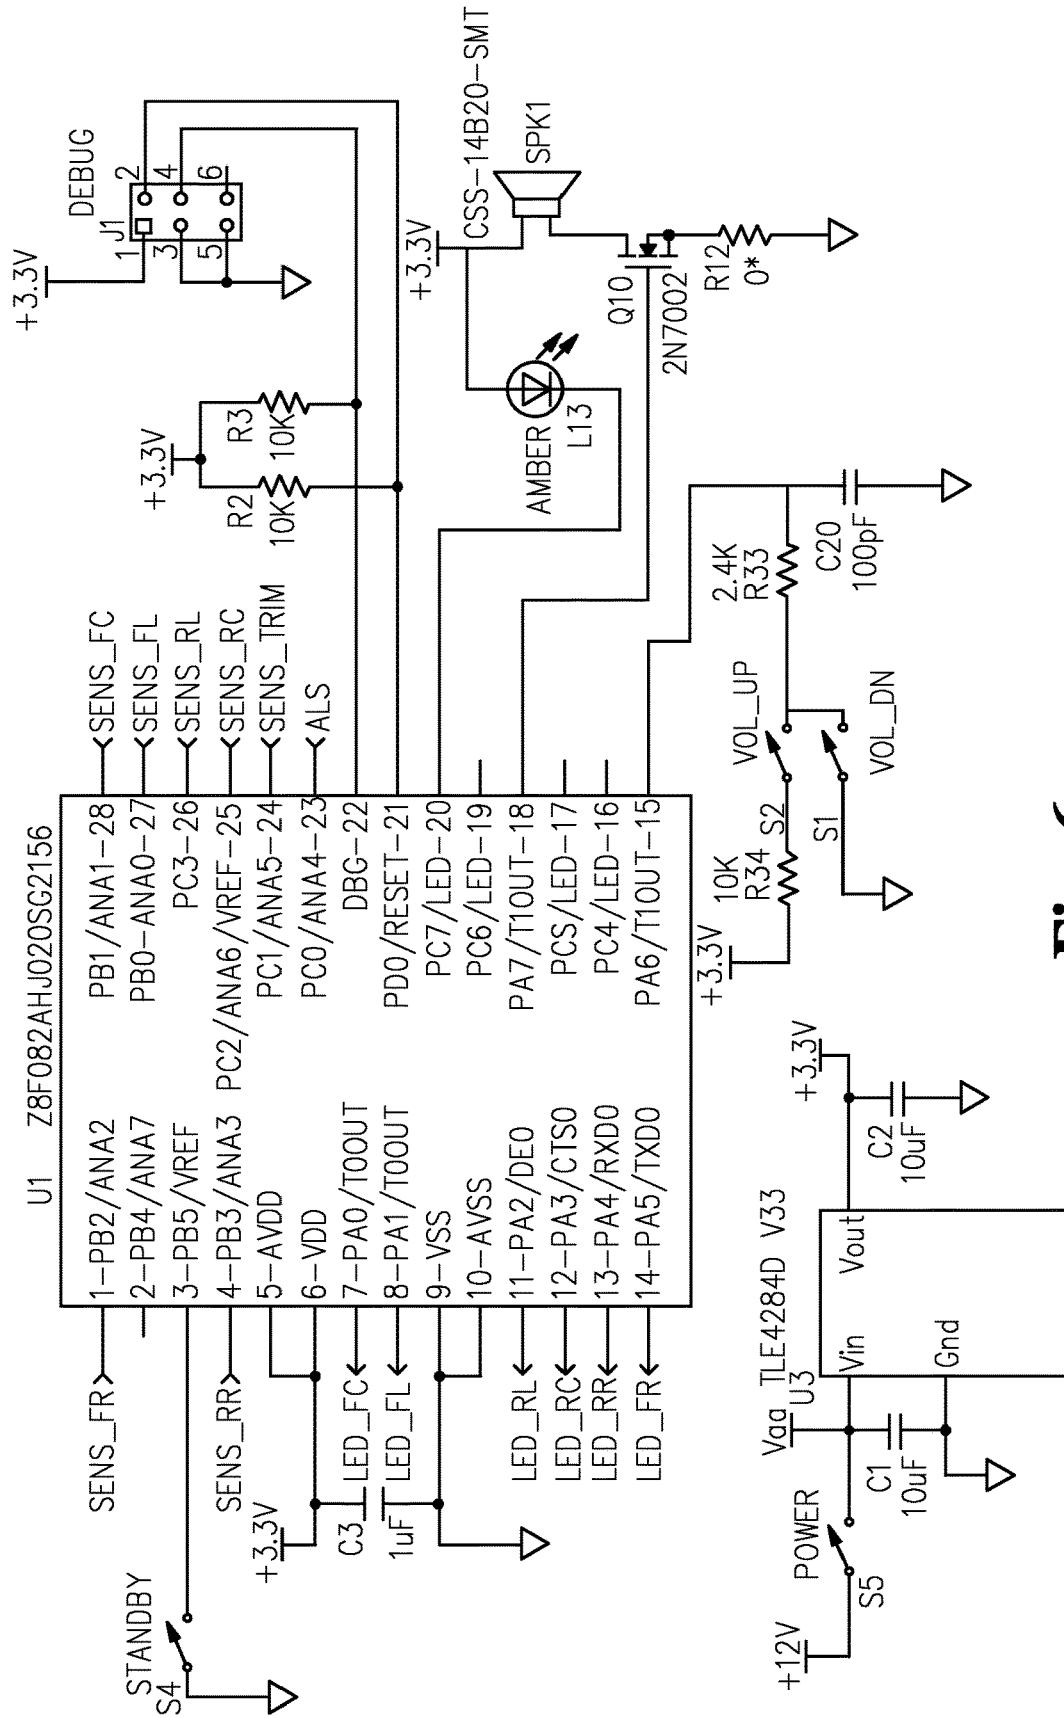 U1
Z8F082AHJ020SG2156
SENS_FR
1-PB2/ANA2
2-PB4/ANA7
STANDBY
S4
3-PB5/VREF
SENS_RR
4-PB3/ANA3
5-AVDD
+3.3V
6-VDD
C3
1uF
LED_FC
7-PA0/T0OUT
LED_FL
8-PA1/T0OUT
9-VSS
10-AVSS
LED_RL
11-PA2/DE0
LED_RC
12-PA3/CTS0
LED_RR
13-PA4/RXD0
LED_FR
14-PA5/TXD0
PB1/ANA1-28
SENS_FC
PB0-ANA0-27
SENS_FL
PC3-26
SENS_RL
PC2/ANA6/VREF-25
SENS_RC
PC1/ANA5-24
SENS_TRIM
PC0/ANA4-23
ALS
DBG-22
PD0/RESET-21
PC7/LED-20
PC6/LED-19
PA7/T1OUT-18
PCS/LED-17
PC4/LED-16
PA6/T1OUT-15
+3.3V
R2
10K
R3
10K
+3.3V
J1
DEBUG
1
2
3
4
5
6
+3.3V
CSS-14B20-SMT
SPK1
AMBER
L13
Q10
2N7002
R12
0*
+3.3V
10K
R34
S2
VOL_UP
S1
VOL_DN
2.4K
R33
C20
100pF
+12V
POWER
S5
Vaa
U3
TLE4284D V33
C1
10uF
Vin
Gnd
Vout
+3.3V
C2
10uF